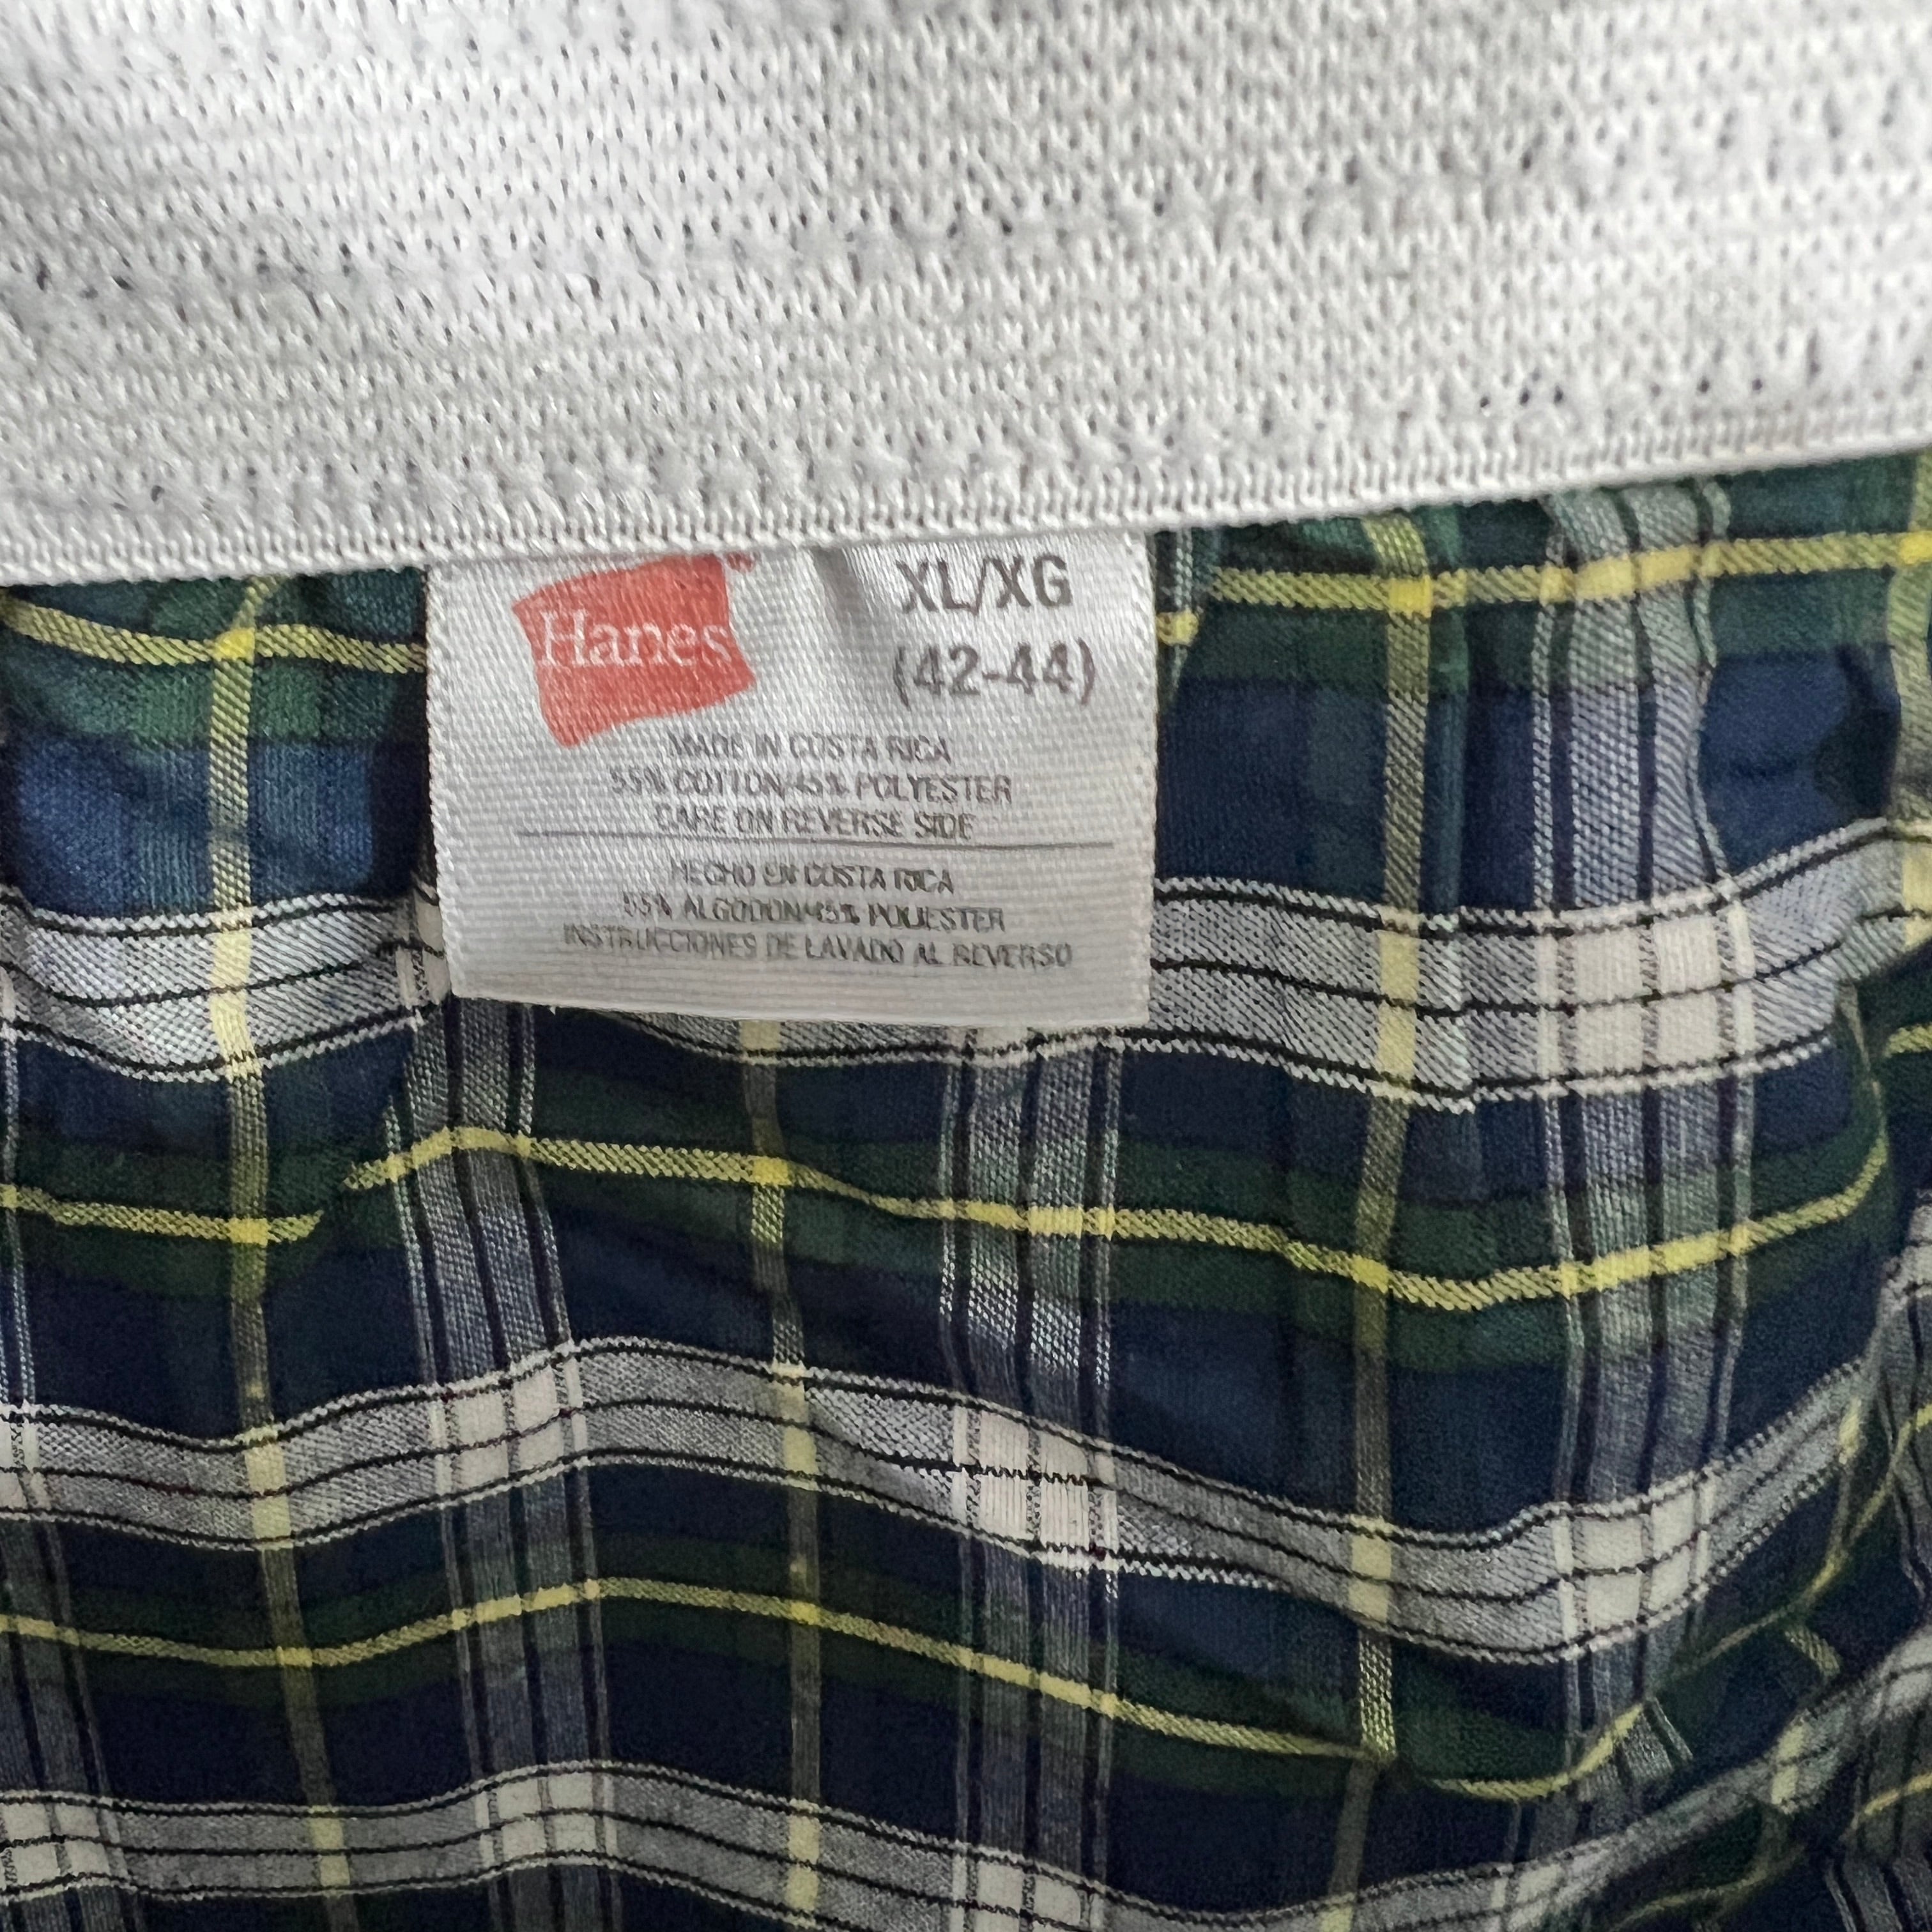 Hanes
XL/XG
(42-44)
MADE IN COSTA RICA
55% COTTON/45% POLYESTER
CARE ON REVERSE SIDE
HECHO EN COSTA RICA
55% ALGODON/45% POLIESTER
INSTRUCCIONES DE LAVADO AL REVERSO